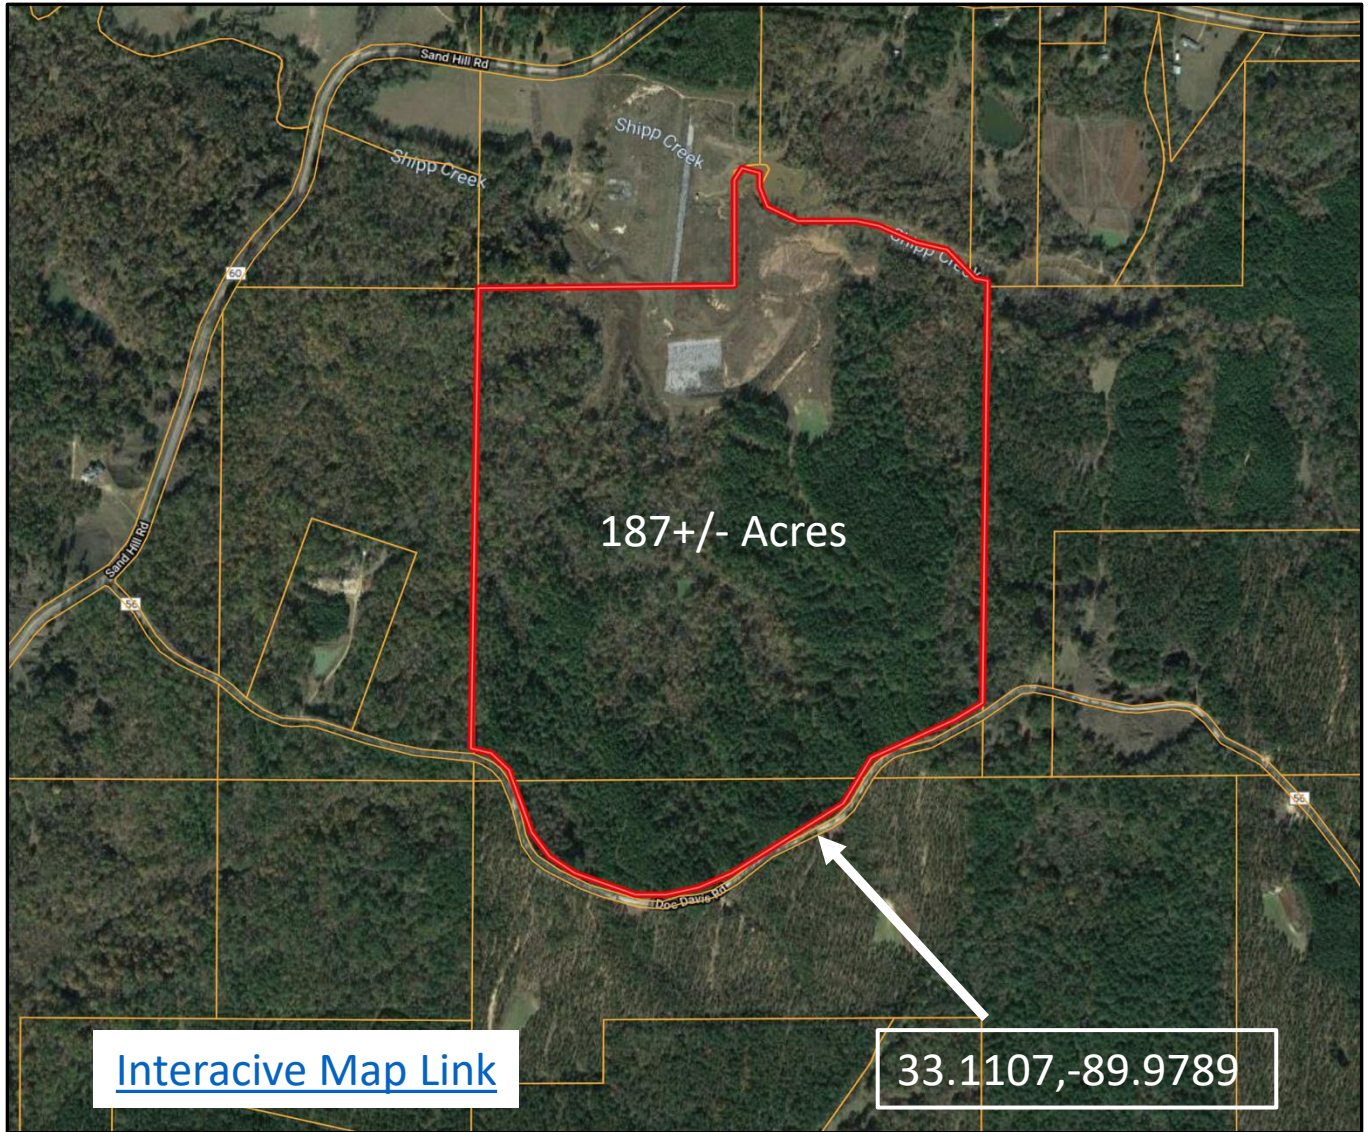 Sand Hill Rd
Shipp Creek
Shipp Creek
Shipp Creek
60
187+/- Acres
Sand Hill Rd
56
56
Doc Davis Rd
Interacive Map Link
33.1107,-89.9789